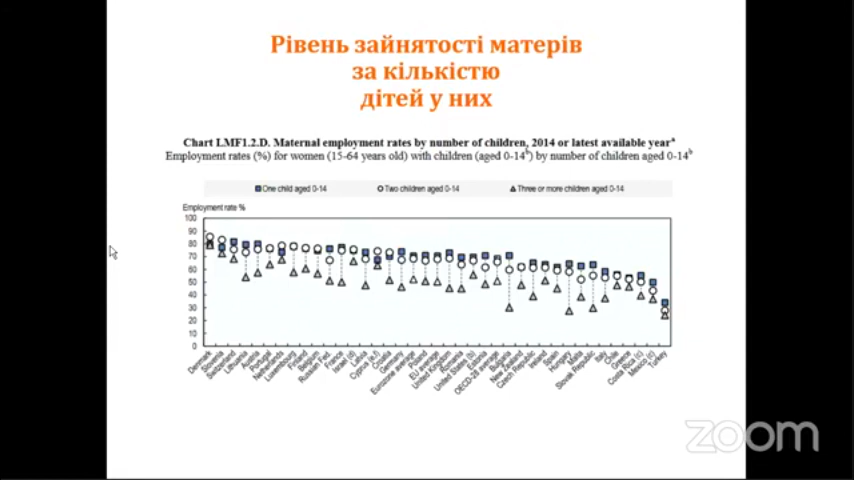 Рівень зайнятості матерів
за кількістю
дітей у них
Chart LMF1.2.D. Maternal employment rates by number of children, 2014 or latest available yearª
Employment rates (%) for women (15-64 years old) with children (aged 0-14ᵇ) by number of children aged 0-14ᵇ
One child aged 0-14
Two children aged 0-14
Three or more children aged 0-14
Employment rate %
100
90
80
70
60
50
40
30
20
10
0
Denmark
Slovenia
Switzerland
Lithuania
Austria
Portugal
Netherlands
Luxembourg
Finland
Belgium
Russian Fed.
France
Israel (d)
Latvia
Cyprus (e,f)
Croatia
Germany
Eurozone average
Poland
EU average
United Kingdom
Romania
United States (b)
Estonia
OECD-28 average
Bulgaria
New Zealand
Czech Republic
Ireland
Spain
Hungary
Malta
Slovak Republic
Italy
Chile
Greece
Costa Rica (c)
Mexico (c)
Turkey
zoom